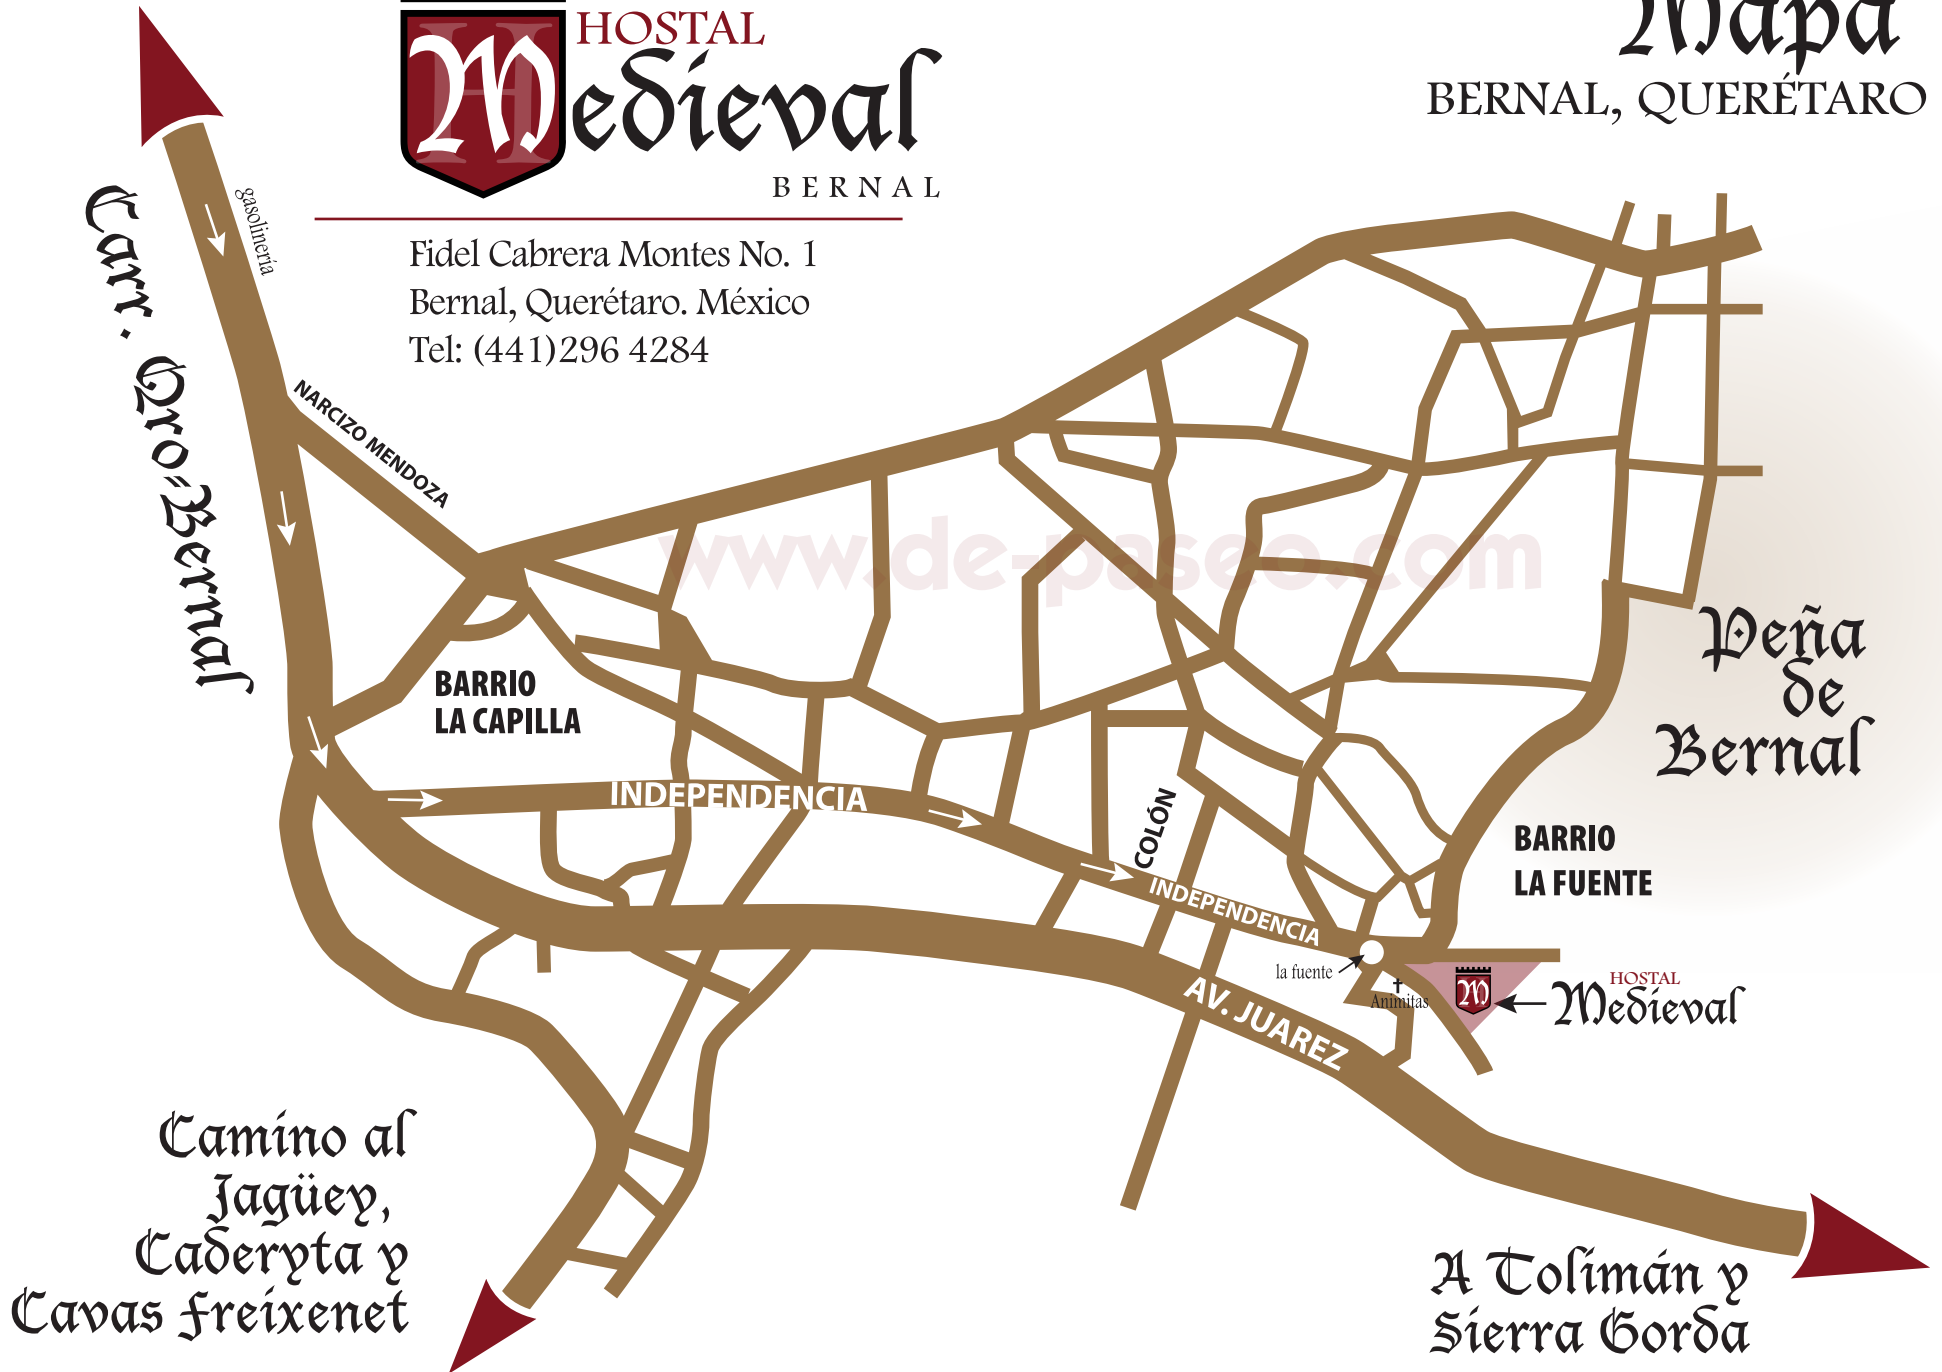 HOSTAL
Medieval
BERNAL
Fidel Cabrera Montes No. 1
Bernal, Querétaro. México
Tel: (441)296 4284
Mapa
BERNAL, QUERÉTARO
gasolinería
Carr. Qro-Bernal
NARCIZO MENDOZA
www.de-paseo.com
BARRIO
LA CAPILLA
INDEPENDENCIA
COLÓN
INDEPENDENCIA
Peña
de
Bernal
BARRIO
LA FUENTE
la fuente
Animitas
M
HOSTAL
Medieval
AV. JUAREZ
Camino al
Jagüey,
Caderyta y
Cavas Freixenet
A Tolimán y
Sierra Gorda